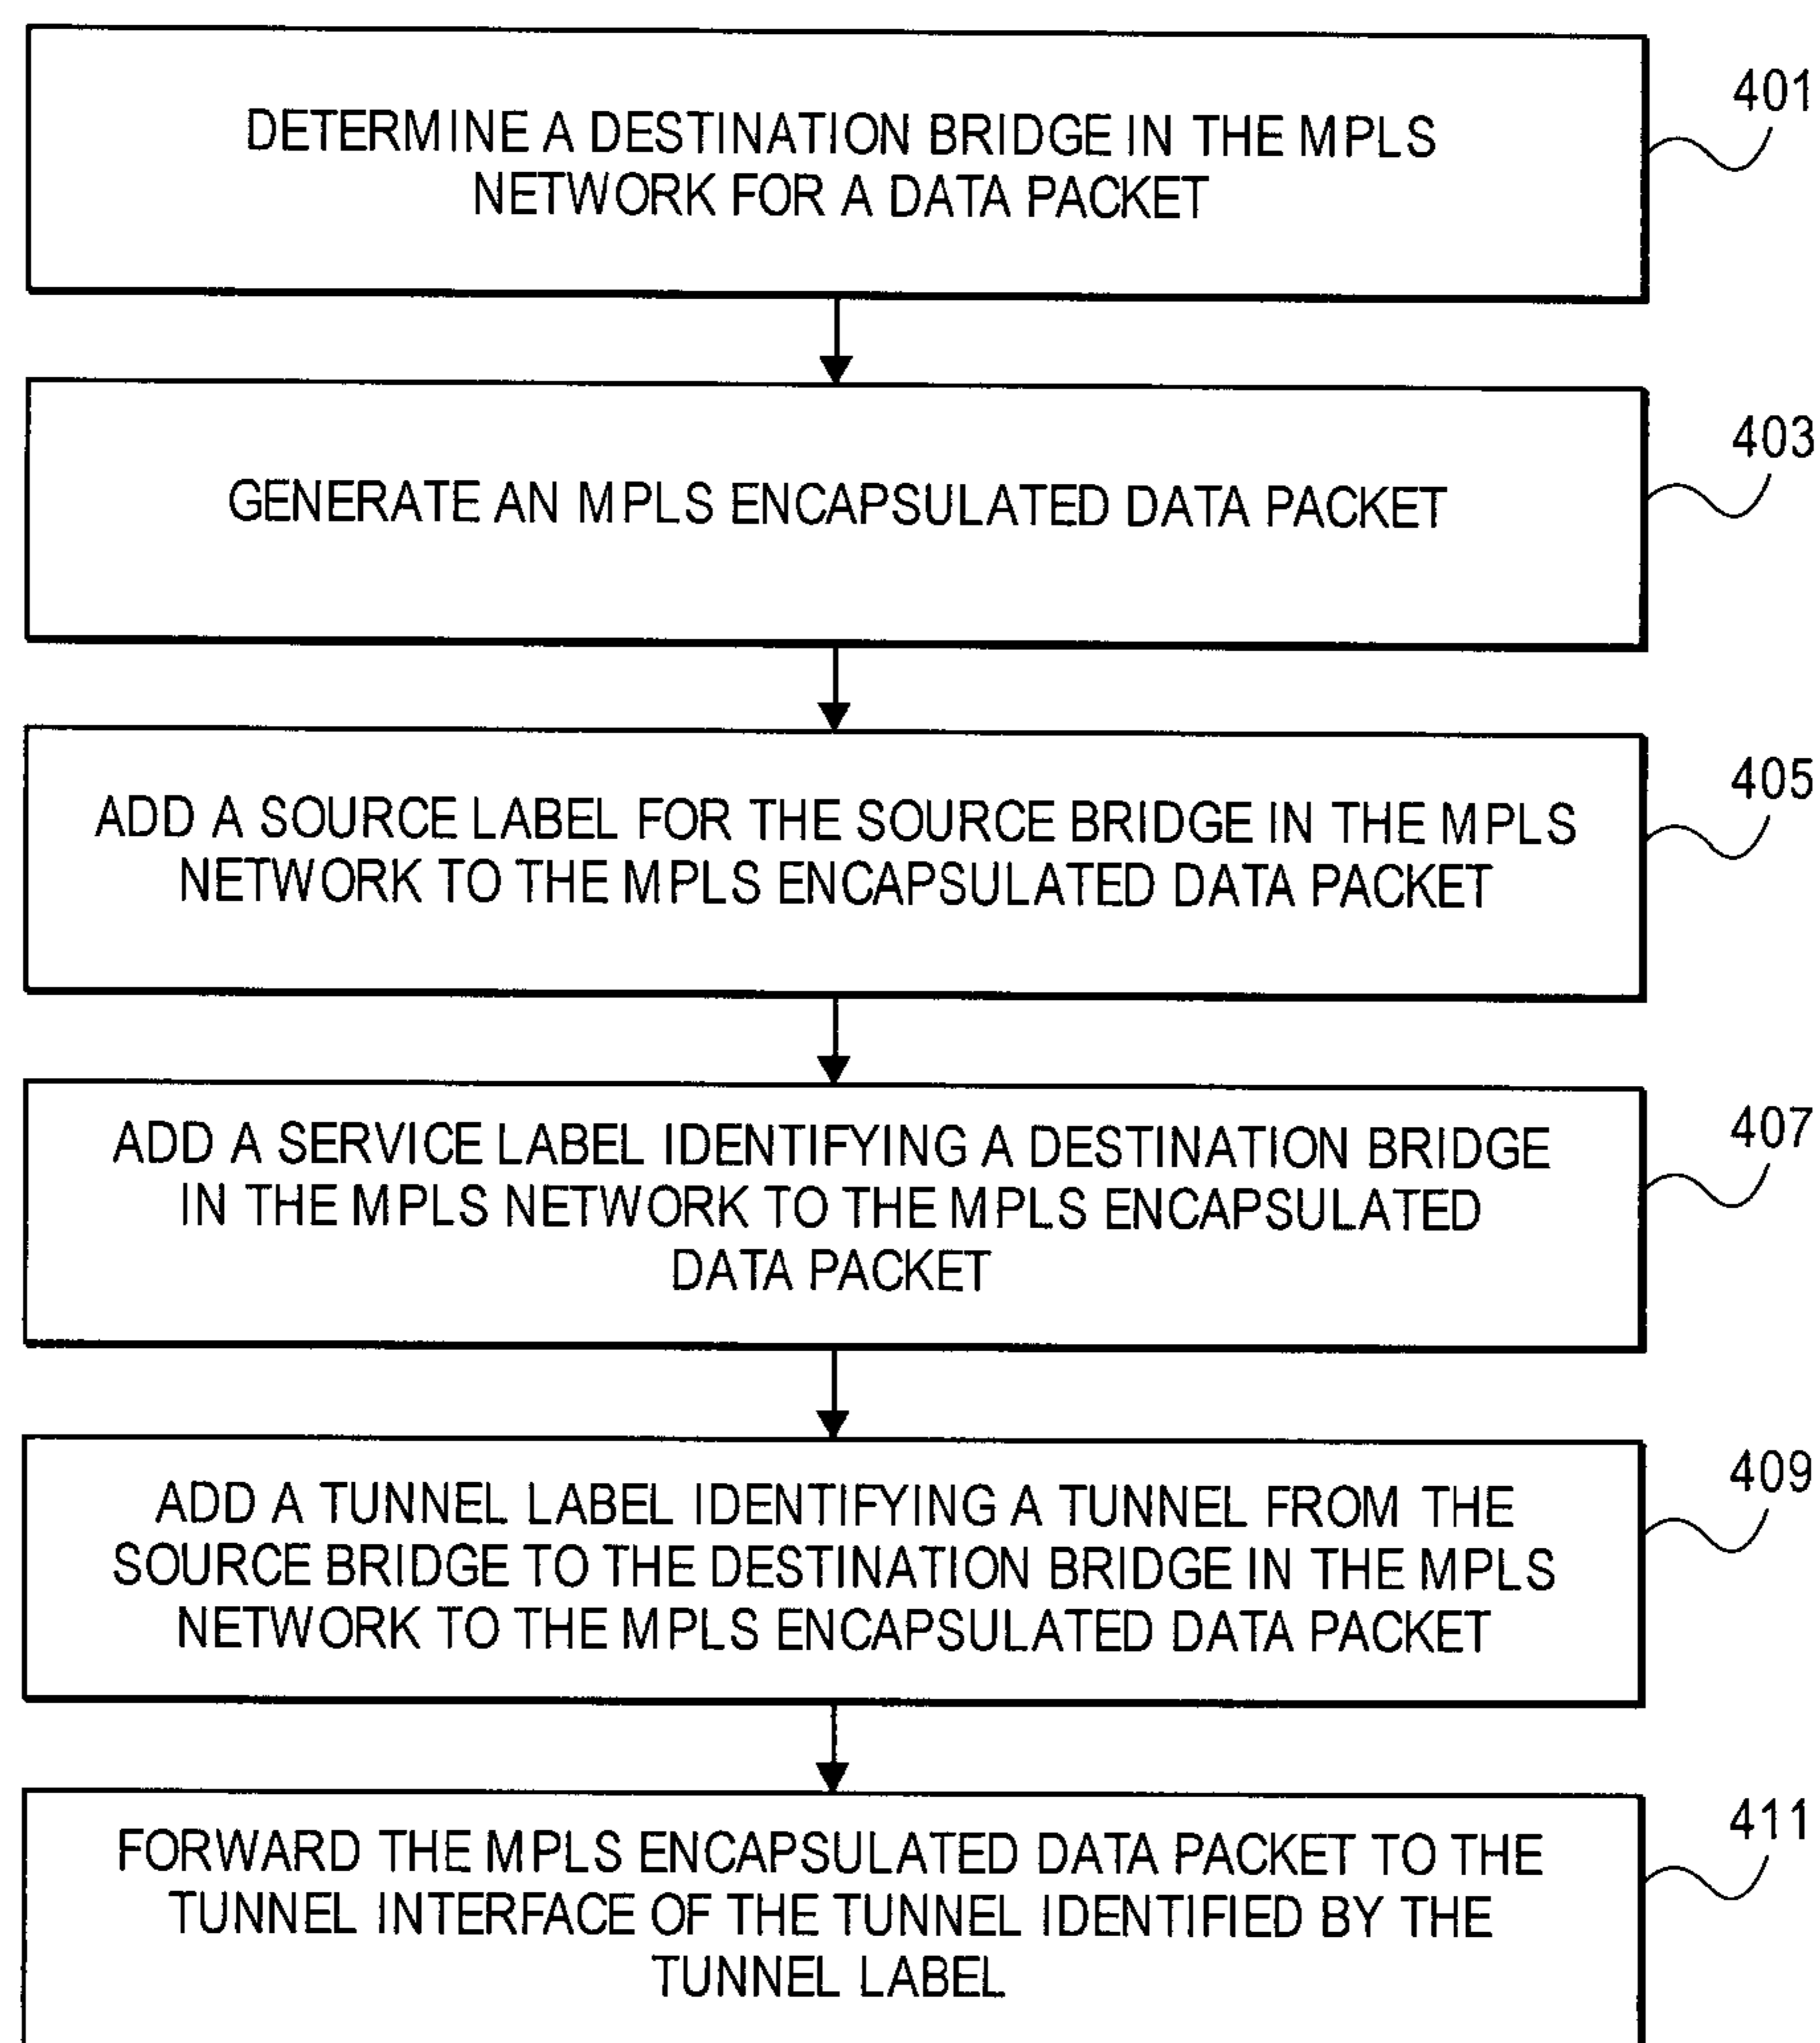 DETERMINE A DESTINATION BRIDGE IN THE MPLS
NETWORK FOR A DATA PACKET
401
GENERATE AN MPLS ENCAPSULATED DATA PACKET
403
ADD A SOURCE LABEL FOR THE SOURCE BRIDGE IN THE MPLS
NETWORK TO THE MPLS ENCAPSULATED DATA PACKET
405
ADD A SERVICE LABEL IDENTIFYING A DESTINATION BRIDGE
IN THE MPLS NETWORK TO THE MPLS ENCAPSULATED
DATA PACKET
407
ADD A TUNNEL LABEL IDENTIFYING A TUNNEL FROM THE
SOURCE BRIDGE TO THE DESTINATION BRIDGE IN THE MPLS
NETWORK TO THE MPLS ENCAPSULATED DATA PACKET
409
FORWARD THE MPLS ENCAPSULATED DATA PACKET TO THE
TUNNEL INTERFACE OF THE TUNNEL IDENTIFIED BY THE
TUNNEL LABEL
411